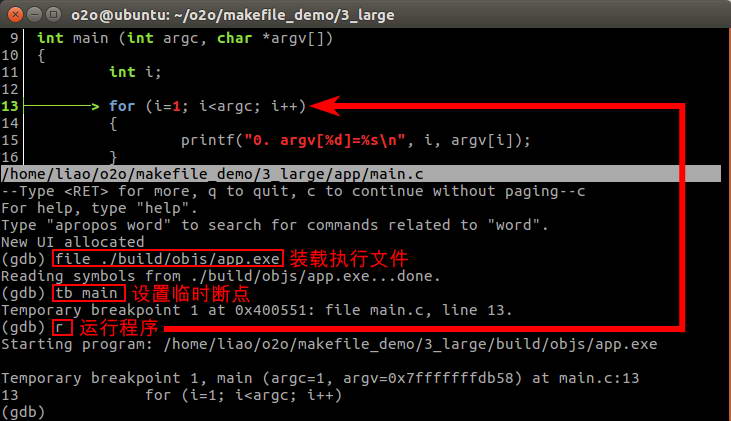 o2o@ubuntu: ~/o2o/makefile_demo/3_large
9 int main (int argc, char *argv[])
10 {
11 int i;
12
13 > for (i=1; i<argc; i++)
14 {
15 printf("0. argv[%d]=%s\n", i, argv[i]);
16 }
/home/liao/o2o/makefile_demo/3_large/app/main.c
--Type <RET> for more, q to quit, c to continue without paging--c
For help, type "help".
Type "apropos word" to search for commands related to "word".
New UI allocated
(gdb) file ./build/objs/app.exe 装载执行文件
Reading symbols from ./build/objs/app.exe...done.
(gdb) tb main 设置临时断点
Temporary breakpoint 1 at 0x400551: file main.c, line 13.
(gdb) r 运行程序
Starting program: /home/liao/o2o/makefile_demo/3_large/build/objs/app.exe
Temporary breakpoint 1, main (argc=1, argv=0x7fffffffdb58) at main.c:13
13 for (i=1; i<argc; i++)
(gdb)